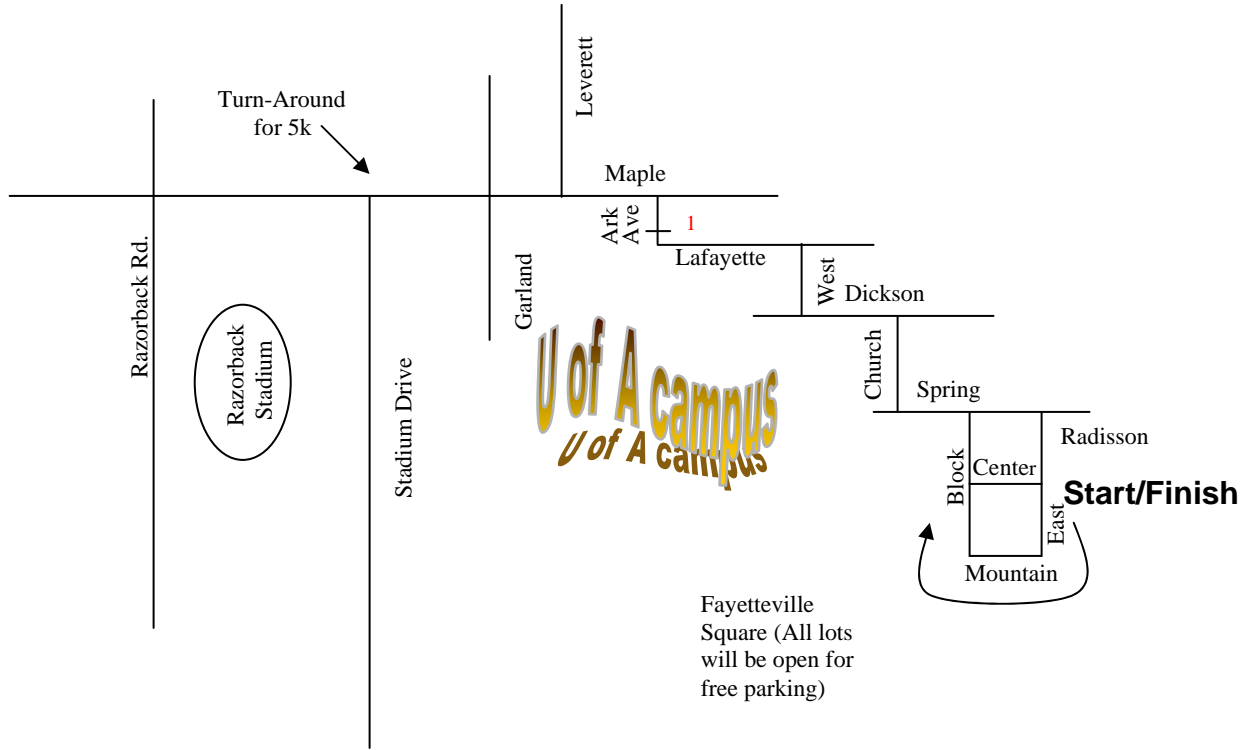 Leverett
Turn-Around
for 5k
Maple
Ark
Ave
1
Lafayette
West
Dickson
Razorback Rd.
Razorback
Stadium
Stadium Drive
Garland
U of A campus
U of A campus
Church
Spring
Radisson
Block
Center
Start/Finish
East
Mountain
Fayetteville
Square (All lots
will be open for
free parking)